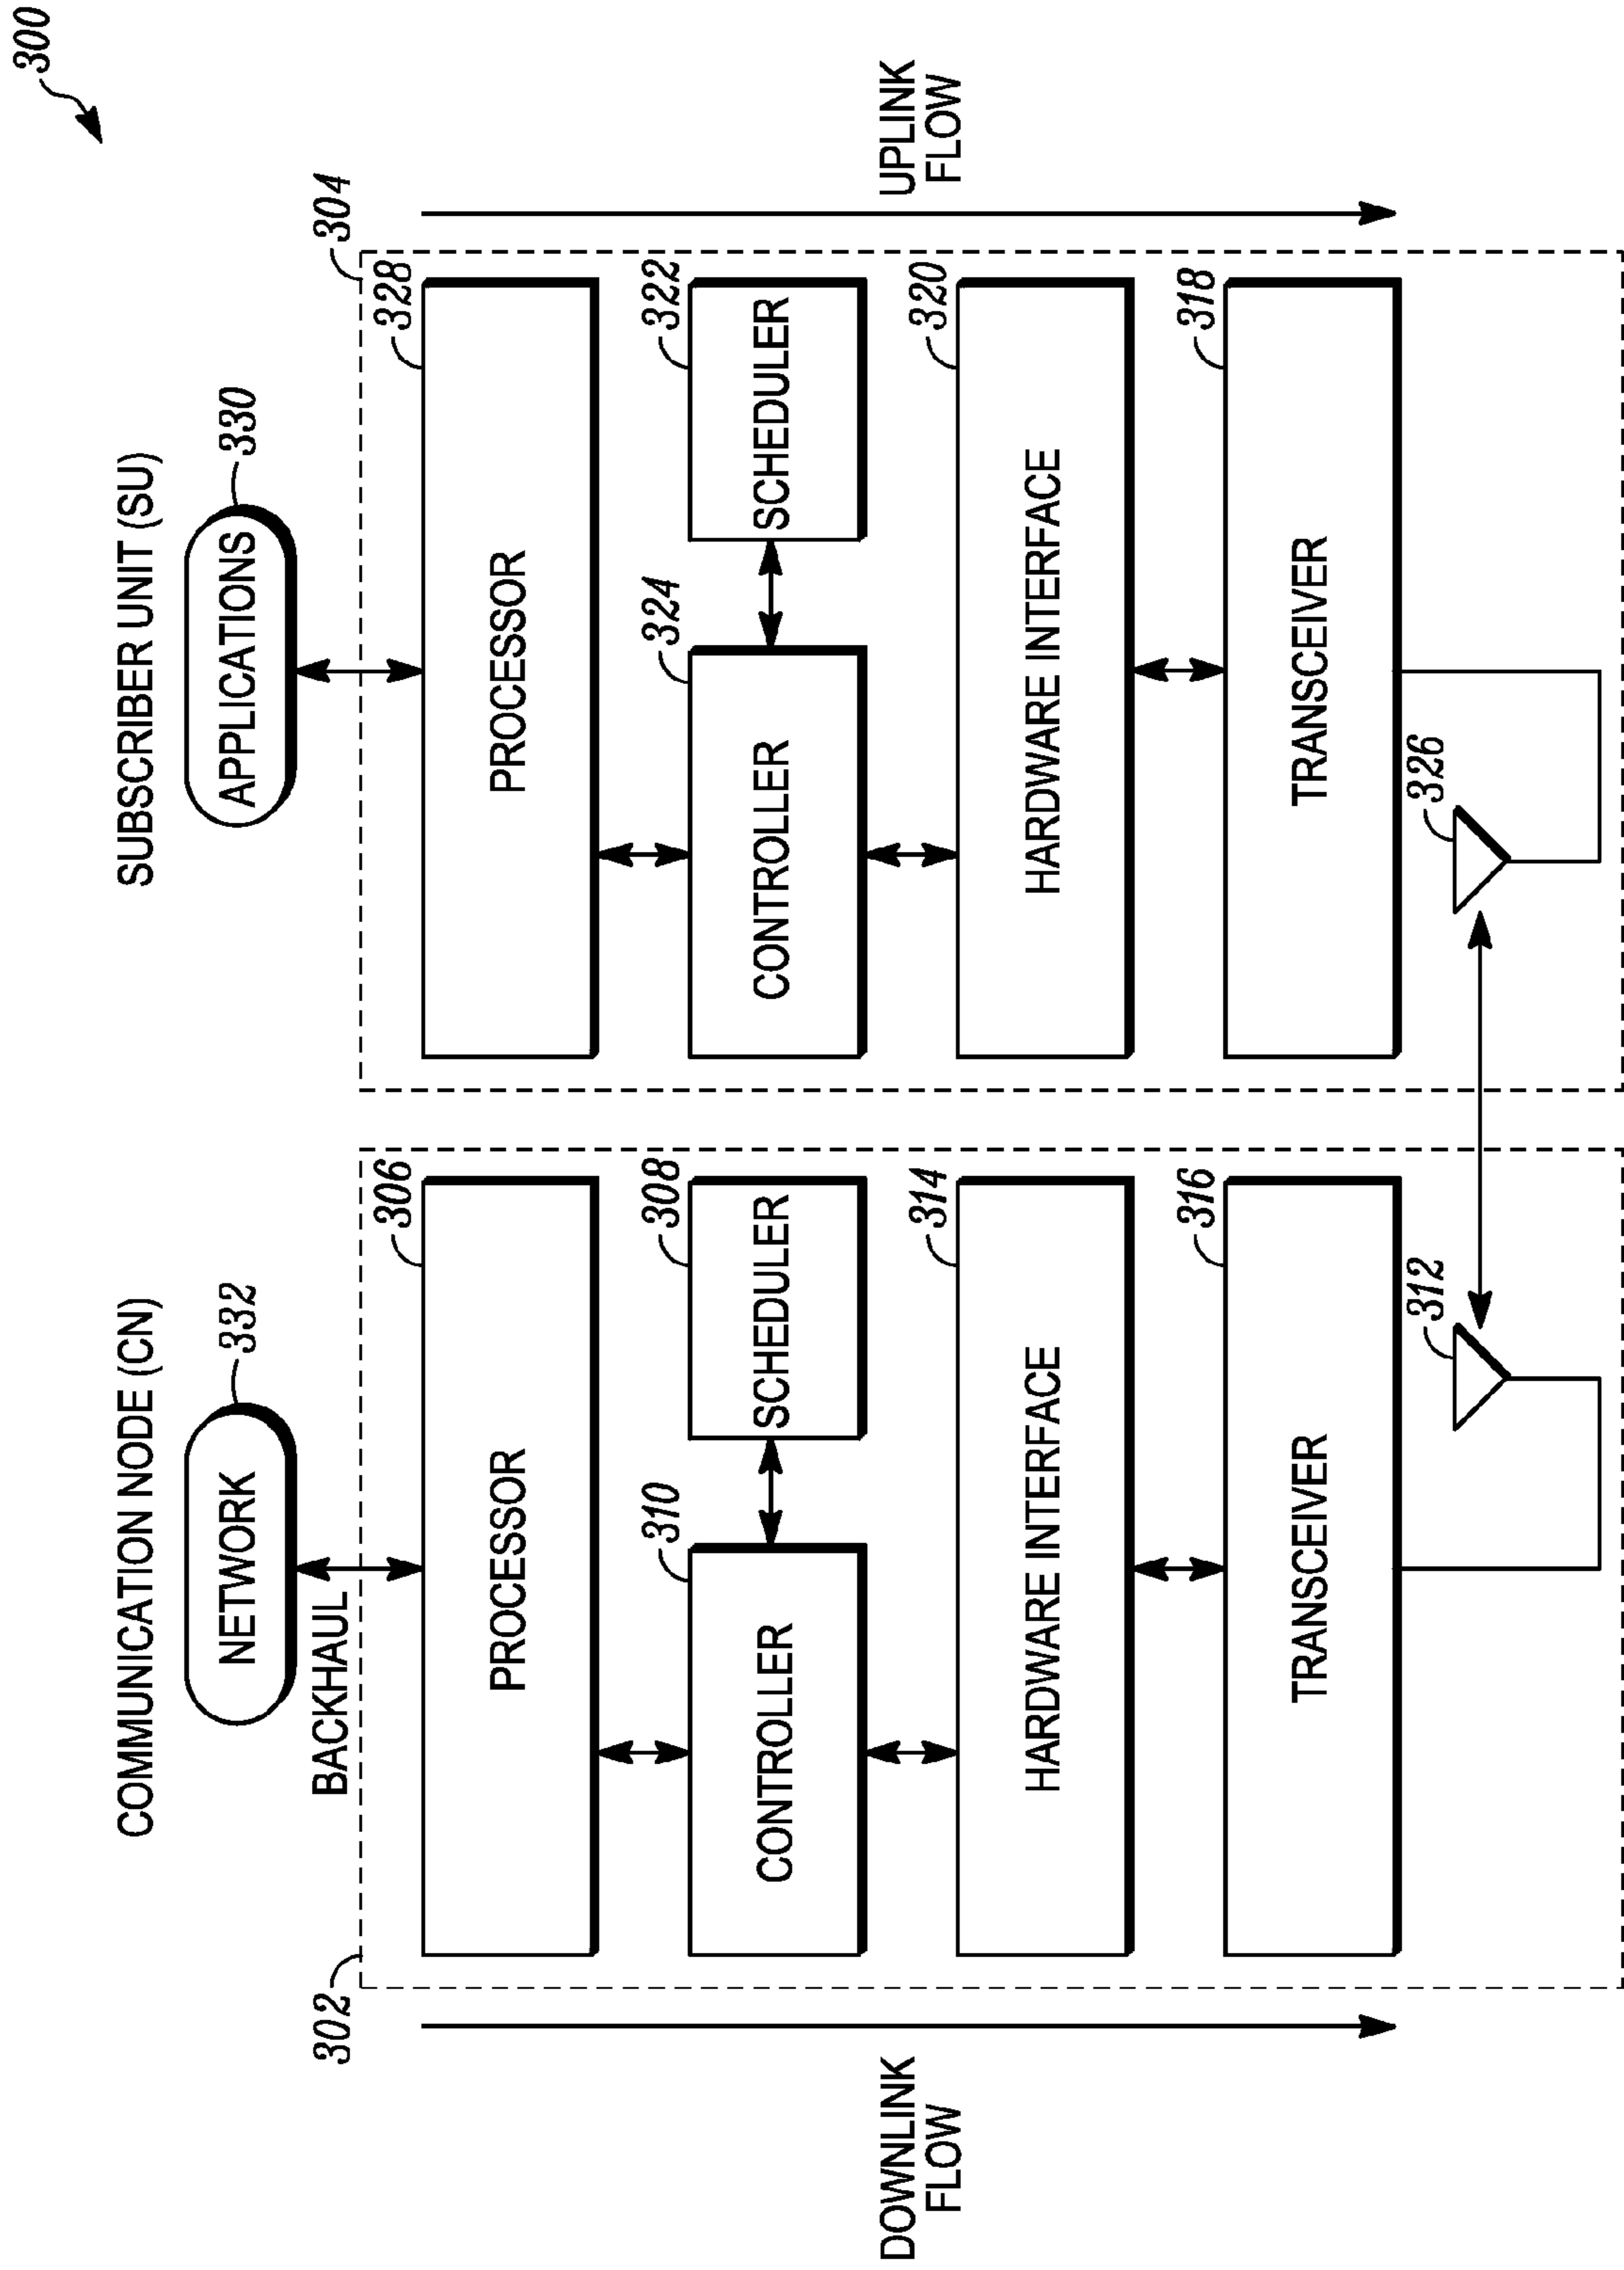 300
COMMUNICATION NODE (CN)
332
NETWORK
BACKHAUL
302
306
PROCESSOR
310
CONTROLLER
308
SCHEDULER
314
HARDWARE INTERFACE
316
TRANSCEIVER
312
DOWNLINK
FLOW
SUBSCRIBER UNIT (SU)
330
APPLICATIONS
304
328
PROCESSOR
324
CONTROLLER
322
SCHEDULER
320
HARDWARE INTERFACE
318
TRANSCEIVER
326
UPLINK
FLOW